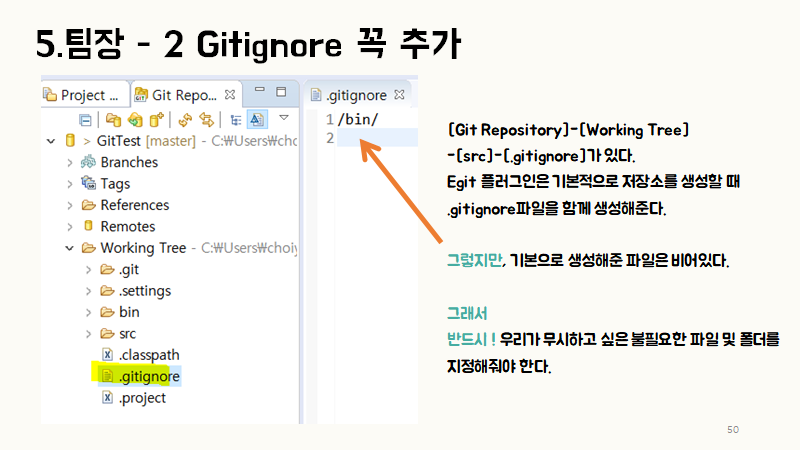 5.팀장 - 2 Gitignore 꼭 추가
Project ...
Git Repo...
.gitignore
> GitTest [master] - C:₩Users₩choiy
Branches
Tags
References
Remotes
Working Tree - C:₩Users₩choiy
.git
.settings
bin
src
.classpath
.gitignore
.project
1 /bin/
2
[Git Repository]-[Working Tree]
-[src]-[.gitignore]가 있다.
Egit 플러그인은 기본적으로 저장소를 생성할 때
.gitignore파일을 함께 생성해준다.
그렇지만, 기본으로 생성해준 파일은 비어있다.
그래서
반드시 ! 우리가 무시하고 싶은 불필요한 파일 및 폴더를
지정해줘야 한다.
50